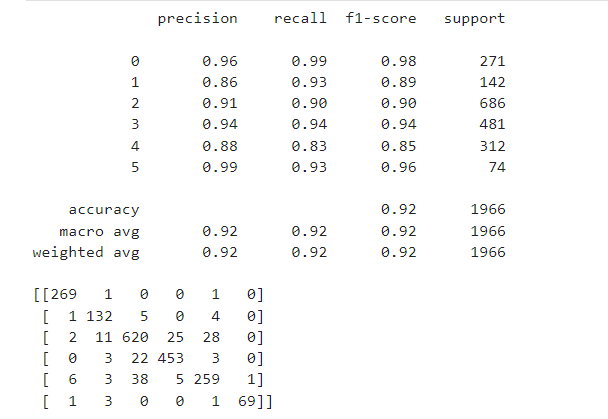 precision recall f1-score support
0 0.96 0.99 0.98 271
1 0.86 0.93 0.89 142
2 0.91 0.90 0.90 686
3 0.94 0.94 0.94 481
4 0.88 0.83 0.85 312
5 0.99 0.93 0.96 74
accuracy 0.92 1966
macro avg 0.92 0.92 0.92 1966
weighted avg 0.92 0.92 0.92 1966
[[269 1 0 0 1 0]
[ 1 132 5 0 4 0]
[ 2 11 620 25 28 0]
[ 0 3 22 453 3 0]
[ 6 3 38 5 259 1]
[ 1 3 0 0 1 69]]